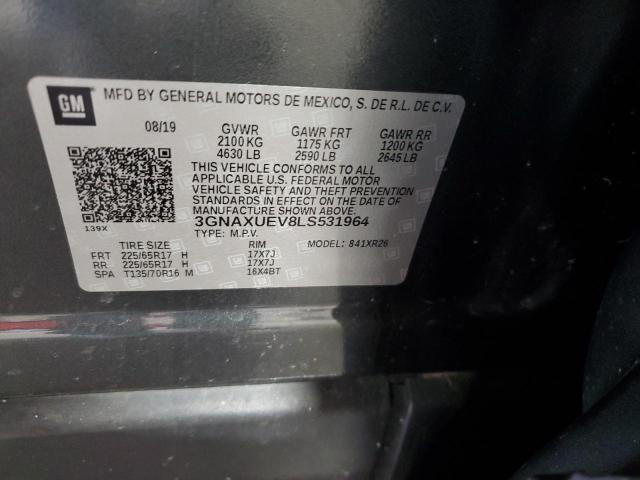 GM
MFD BY GENERAL MOTORS DE MEXICO, S. DE R.L. DE C.V.
08/19 GVWR GAWR FRT GAWR RR
2100 KG 1175 KG 1200 KG
4630 LB 2590 LB 2645 LB
THIS VEHICLE CONFORMS TO ALL
APPLICABLE U.S. FEDERAL MOTOR
VEHICLE SAFETY AND THEFT PREVENTION
STANDARDS IN EFFECT ON THE DATE OF
MANUFACTURE SHOWN ABOVE.
3GNAXUEV8LS531964
139X TYPE: M.P.V. MODEL: 841XR26
TIRE SIZE RIM
FRT 225/65R17 H 17X7J
RR 225/65R17 H 17X7J
SPA T135/70R16 M 16X4BT